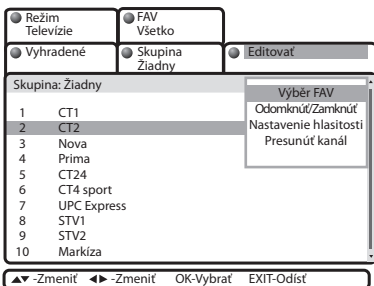 Režim
Televízie
FAV
Všetko
Vyhradené
Skupina
Žiadny
Editovať
Skupina: Žiadny
1 CT1
2 CT2
3 Nova
4 Prima
5 CT24
6 CT4 sport
7 UPC Express
8 STV1
9 STV2
10 Markíza
Výběr FAV
Odomknúť/Zamknúť
Nastavenie hlasitosti
Presunúť kanál
▲▼ -Zmeniť ◄► -Zmeniť OK-Vybrať EXIT-Odísť